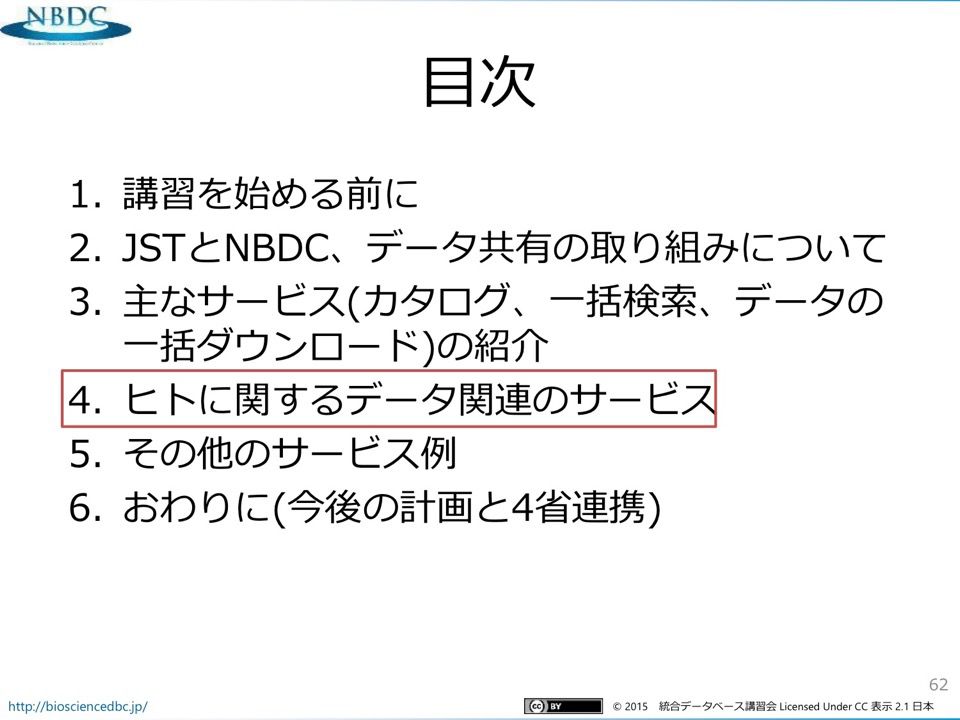 NBDC
目次
1. 講習を始める前に
2. JSTとNBDC、データ共有の取り組みについて
3. 主なサービス(カタログ、一括検索、データの
一括ダウンロード)の紹介
4. ヒトに関するデータ関連のサービス
5. その他のサービス例
6. おわりに(今後の計画と4省連携)
62
http://biosciencedbc.jp/
cc BY
© 2015 統合データベース講習会 Licensed Under CC 表示 2.1 日本